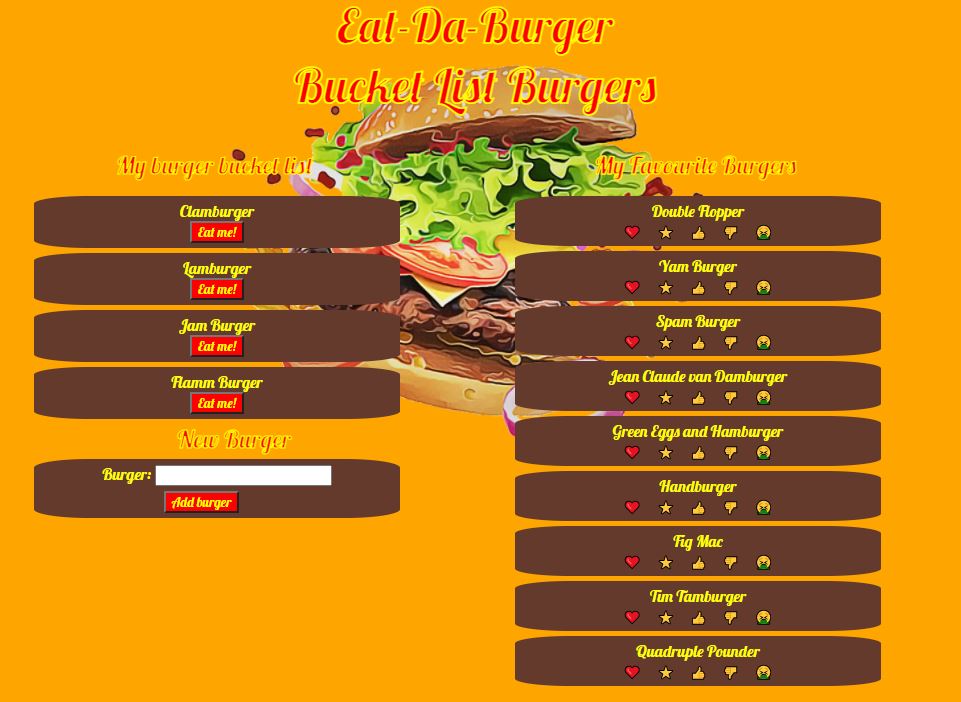 Eat-Da-Burger
Bucket List Burgers
My burger bucket list
Clamburger
Eat me!
Lamburger
Eat me!
Jam Burger
Eat me!
Flamm Burger
Eat me!
New Burger
Burger:
Add burger
My Favourite Burgers
Double Flopper
Yam Burger
Spam Burger
Jean Claude van Damburger
Green Eggs and Hamburger
Handburger
Fig Mac
Tim Tamburger
Quadruple Pounder